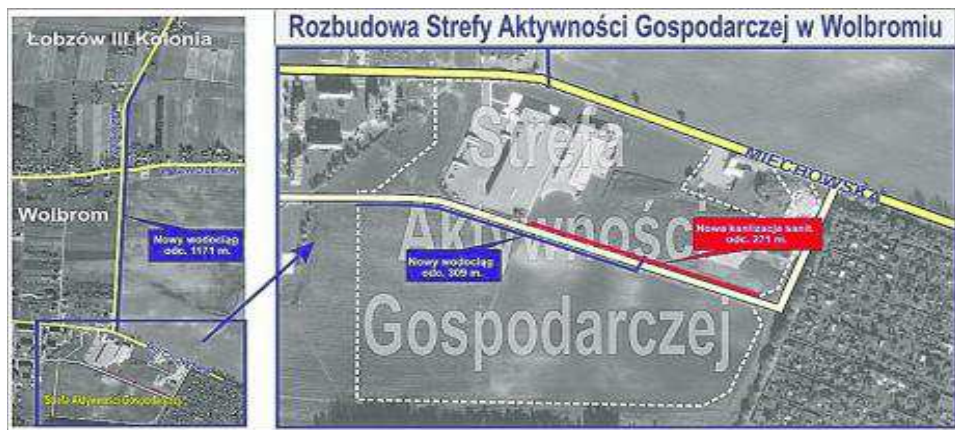 Rozbudowa Strefy Aktywności Gospodarczej w Wolbromiu
Łobzów III Kolonia
Wolbrom
Nowy wodociąg
odc. 1171 m.
Strefa Aktywności Gospodarczej
Strefa
Aktywności
Gospodarczej
MIECHOWSKA
Nowa kanlizacja sanit.
odc. 271 m.
Nowy wodociąg
odc. 309 m.